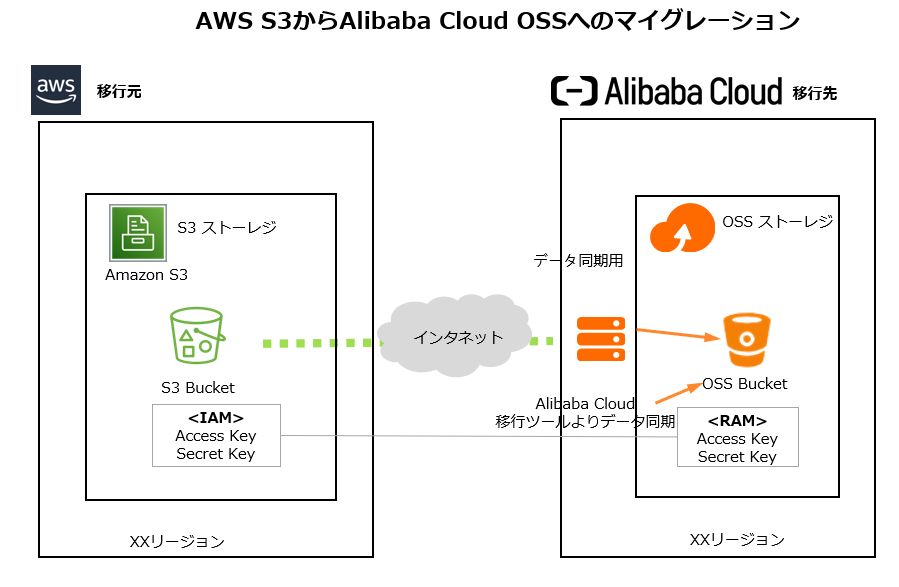 AWS S3からAlibaba Cloud OSSへのマイグレーション
aws
移行元
Alibaba Cloud
移行先
S3 ストーレジ
Amazon S3
S3 Bucket
<IAM>
Access Key
Secret Key
XXリージョン
インタネット
データ同期用
Alibaba Cloud
移行ツールよりデータ同期
OSS ストーレジ
OSS Bucket
<RAM>
Access Key
Secret Key
XXリージョン